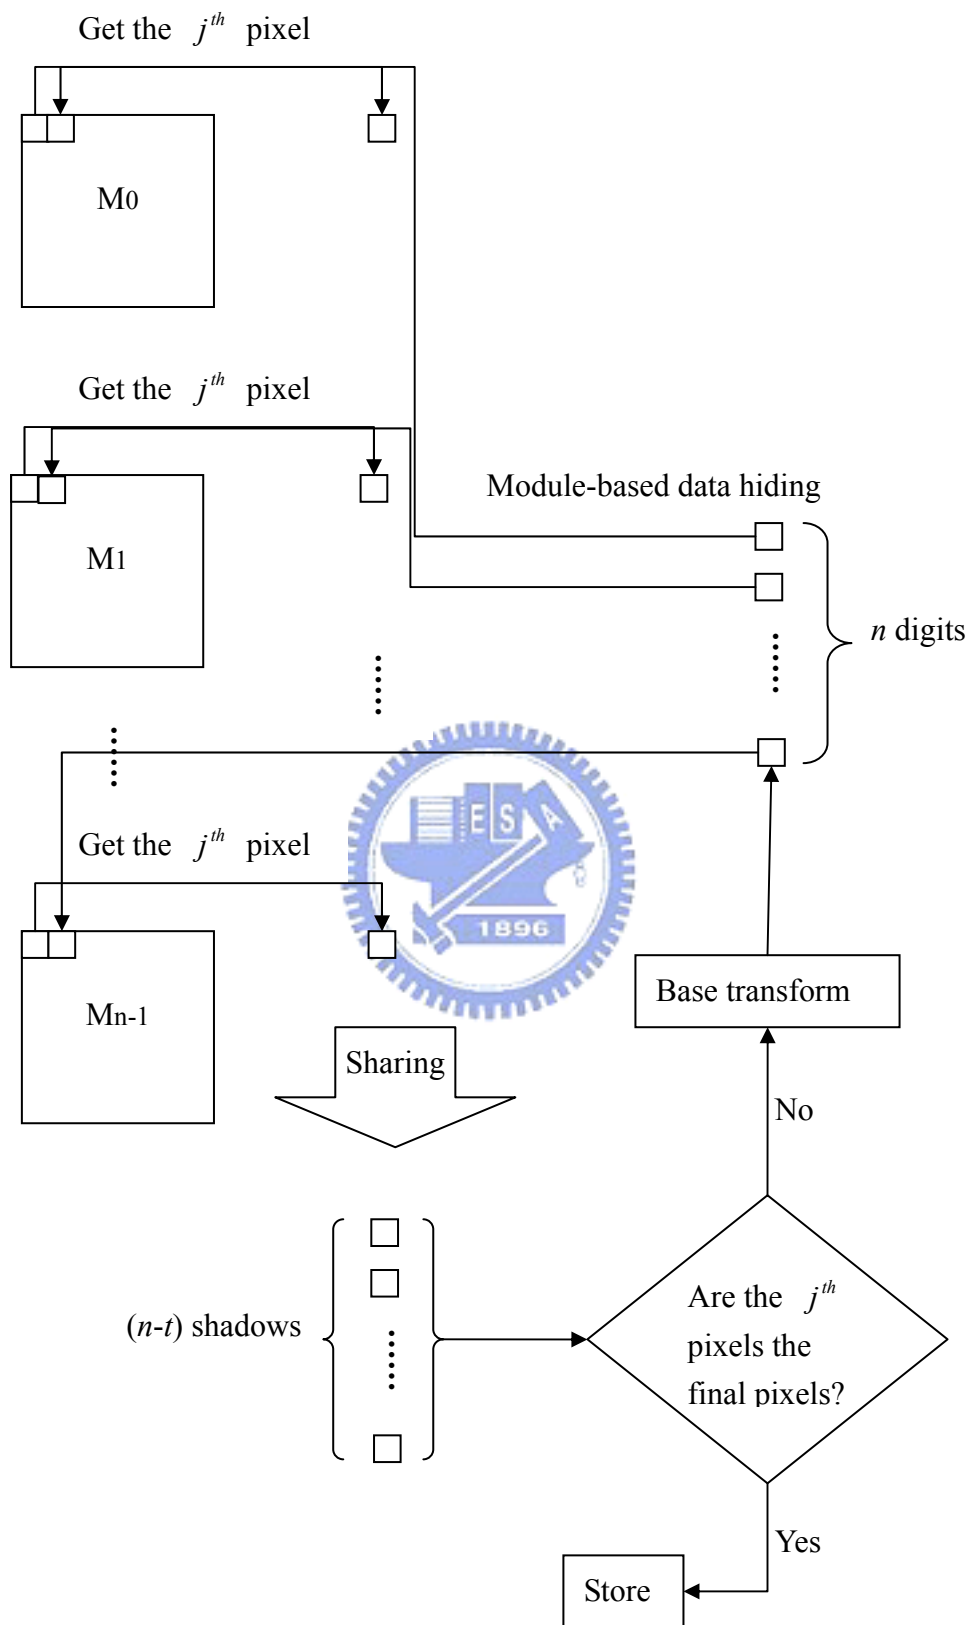 Get the j^th pixel
M0
Get the j^th pixel
Module-based data hiding
M1
n digits
ESA
Get the j^th pixel
1896
Base transform
Mn-1
Sharing
No
(n-t) shadows
Are the j^th
pixels the
final pixels?
Yes
Store